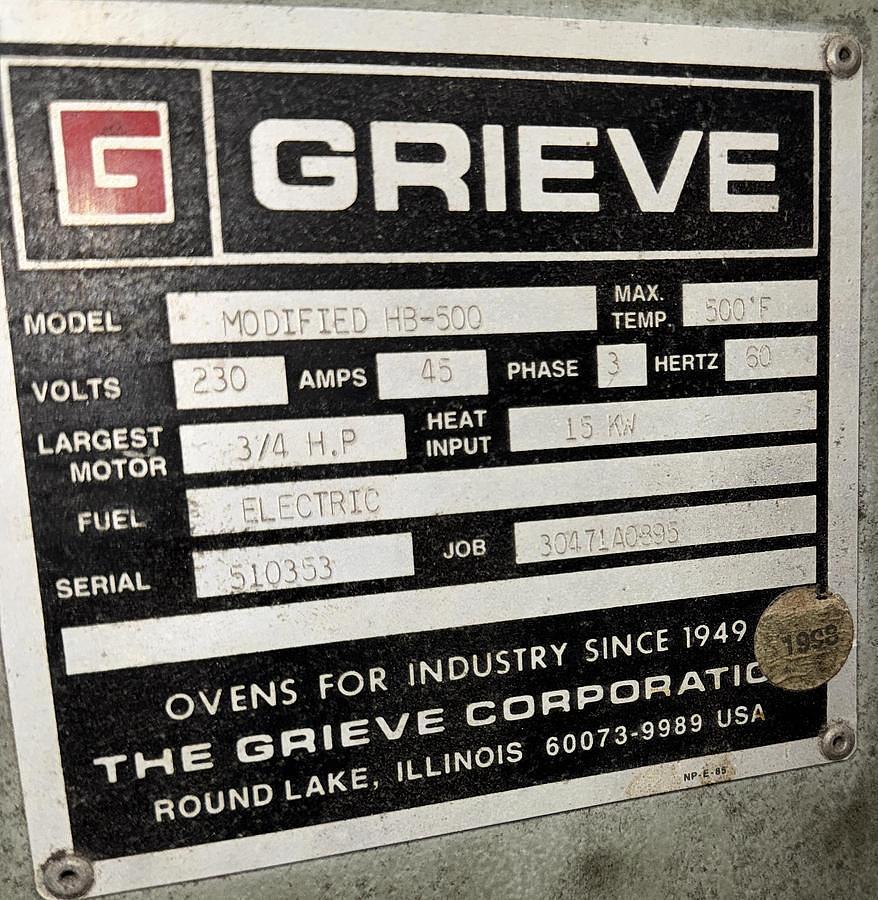 G GRIEVE
MODEL MODIFIED HB-500 MAX. TEMP. 500°F
VOLTS 230 AMPS 45 PHASE 3 HERTZ 60
LARGEST MOTOR 3/4 H.P HEAT INPUT 15 KW
FUEL ELECTRIC
SERIAL 510353 JOB 30471A0895
OVENS FOR INDUSTRY SINCE 1949
1998
THE GRIEVE CORPORATIO
ROUND LAKE, ILLINOIS 60073-9989 USA
NP-E-85